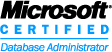 Microsoft®
CERTIFIED
Database Administrator